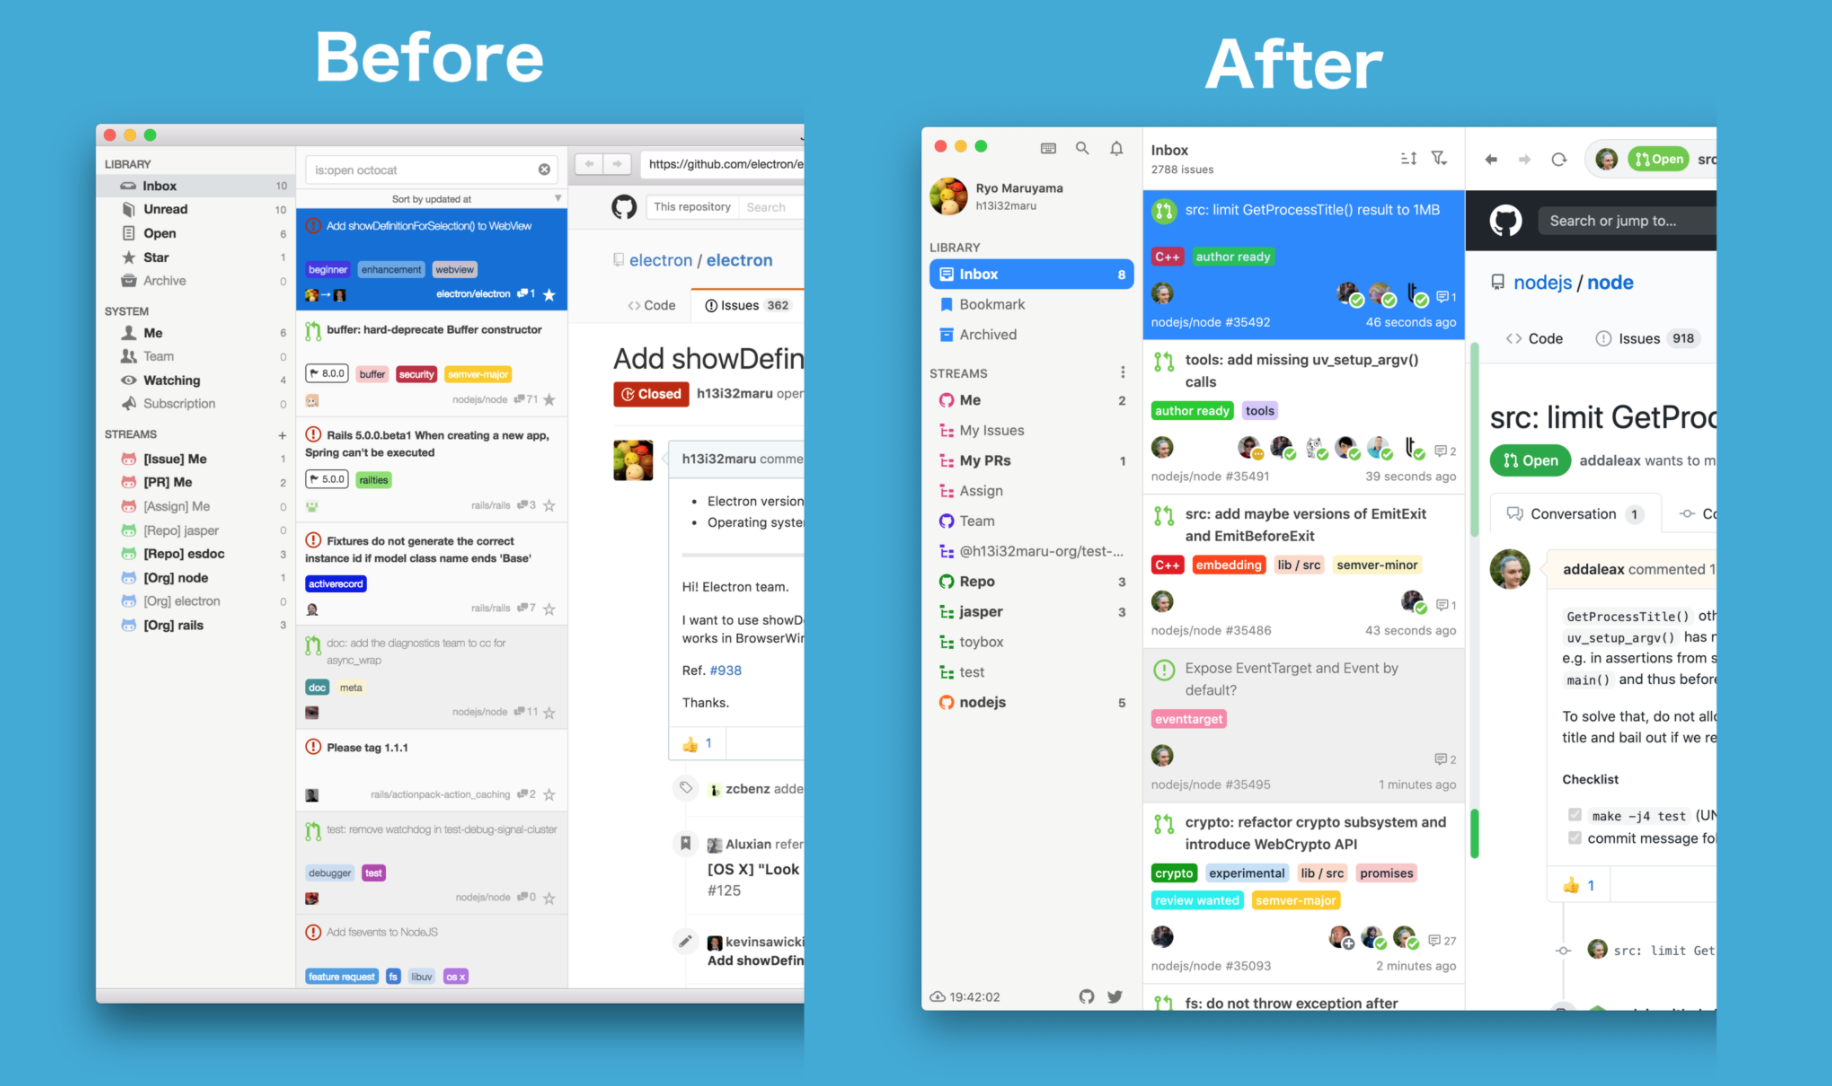 Before
After
LIBRARY
Inbox 10
Unread 10
Open 6
Star 1
Archive 0
SYSTEM
Me 6
Team 0
Watching 4
Subscription 0
STREAMS +
[Issue] Me 1
[PR] Me 2
[Assign] Me 0
[Repo] jasper 0
[Repo] esdoc 3
[Org] node 1
[Org] electron 0
[Org] rails 3
is:open octocat
Sort by updated at
Add showDefinitionForSelection() to WebView
beginner enhancement webview
electron/electron 1
buffer: hard-deprecate Buffer constructor
8.0.0 buffer security semver-major
nodejs/node 71
Rails 5.0.0.beta1 When creating a new app,
Spring can't be executed
5.0.0 railties
rails/rails 3
Fixtures do not generate the correct
instance id if model class name ends 'Base'
activerecord
rails/rails 7
doc: add the diagnostics team to cc for
async_wrap
doc meta
nodejs/node 11
Please tag 1.1.1
rails/actionpack-action_caching 2
test: remove watchdog in test-debug-signal-cluster
debugger test
nodejs/node 0
Add fsevents to NodeJS
feature request fs libuv os x
https://github.com/electron/e
This repository Search
electron / electron
Code Issues 362
Add showDefin
Closed h13i32maru open
h13i32maru comme
Electron version
Operating syste
Hi! Electron team.
I want to use showD
works in BrowserWin
Ref. #938
Thanks.
1
zcbenz adde
Aluxian refer
[OS X] "Look
#125
kevinsawicki
Add showDefin
Ryo Maruyama
h13i32maru
LIBRARY
Inbox 8
Bookmark
Archived
STREAMS
Me 2
My Issues
My PRs 1
Assign
Team
@h13i32maru-org/test-...
Repo 3
jasper 3
toybox
test
nodejs 5
19:42:02
Inbox
2788 issues
src: limit GetProcessTitle() result to 1MB
C++ author ready
1
nodejs/node #35492 46 seconds ago
tools: add missing uv_setup_argv()
calls
author ready tools
2
nodejs/node #35491 39 seconds ago
src: add maybe versions of EmitExit
and EmitBeforeExit
C++ embedding lib / src semver-minor
1
nodejs/node #35486 43 seconds ago
Expose EventTarget and Event by
default?
eventtarget
2
nodejs/node #35495 1 minutes ago
crypto: refactor crypto subsystem and
introduce WebCrypto API
crypto experimental lib / src promises
review wanted semver-major
27
nodejs/node #35093 2 minutes ago
fs: do not throw exception after
Open src
Search or jump to...
nodejs / node
Code Issues 918
src: limit GetProc
Open addaleax wants to m
Conversation 1 Co
addaleax commented 1
GetProcessTitle() oth
uv_setup_argv() has n
e.g. in assertions from s
main() and thus before
To solve that, do not allo
title and bail out if we re
Checklist
make -j4 test (UN
commit message fol
1
src: limit Get